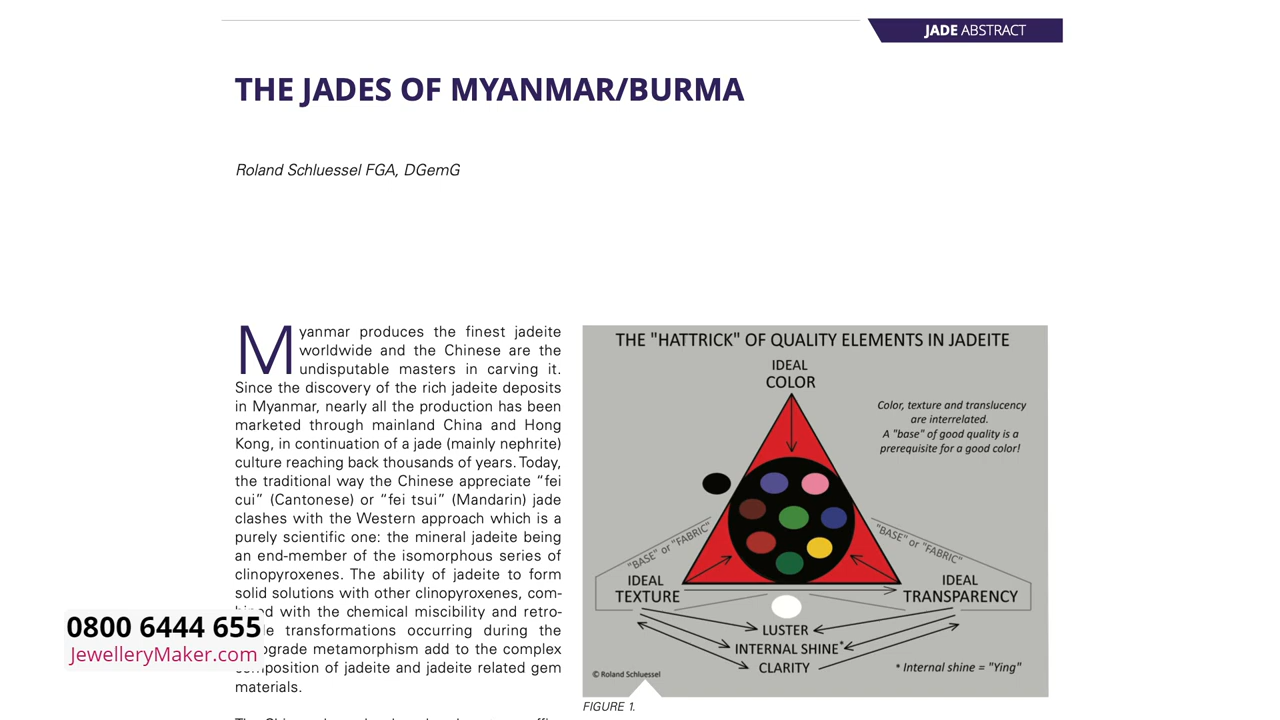 JADE ABSTRACT
THE JADES OF MYANMAR/BURMA
Roland Schluessel FGA, DGemG
Myanmar produces the finest jadeite
worldwide and the Chinese are the
undisputable masters in carving it.
Since the discovery of the rich jadeite deposits
in Myanmar, nearly all the production has been
marketed through mainland China and Hong
Kong, in continuation of a jade (mainly nephrite)
culture reaching back thousands of years. Today,
the traditional way the Chinese appreciate “fei
cui” (Cantonese) or “fei tsui” (Mandarin) jade
clashes with the Western approach which is a
purely scientific one: the mineral jadeite being
an end-member of the isomorphous series of
clinopyroxenes. The ability of jadeite to form
solid solutions with other clinopyroxenes, com-
with the chemical miscibility and retro-
transformations occurring during the
metamorphism add to the complex
of jadeite and jadeite related gem
materials.
0800 6444 655
JewelleryMaker.com
THE "HATTRICK" OF QUALITY ELEMENTS IN JADEITE
IDEAL
COLOR
Color, texture and translucency
are interrelated.
A "base" of good quality is a
prerequisite for a good color!
"BASE" or "FABRIC"
"BASE" or "FABRIC"
IDEAL
TEXTURE
IDEAL
TRANSPARENCY
LUSTER
INTERNAL SHINE*
CLARITY
* Internal shine = "Ying"
© Roland Schluessel
FIGURE 1.